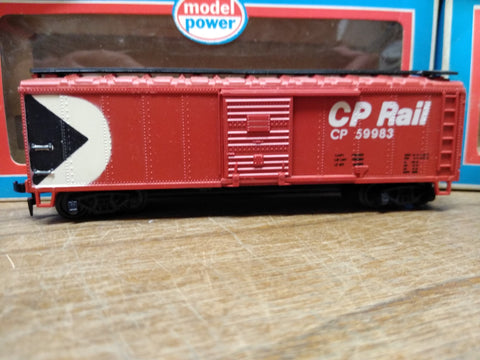 model
power
CP Rail
CP 59983